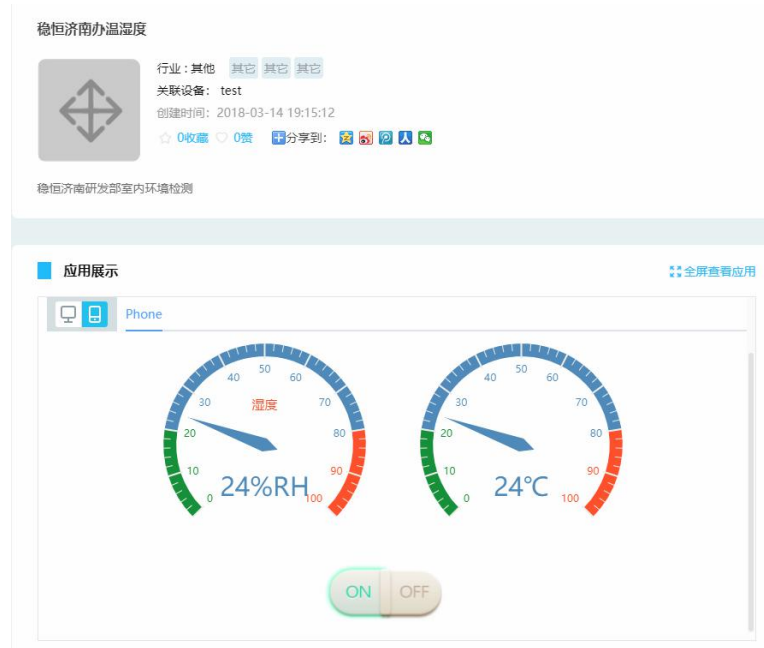 稳恒济南办温湿度
行业：其他 其它 其它 其它
关联设备： test
创建时间：2018-03-14 19:15:12
0收藏 0赞 分享到：
稳恒济南研发部室内环境检测
应用展示
全屏查看应用
Phone
0 10 20 30 40 50 60 70 80 90 100
湿度
24%RH
0 10 20 30 40 50 60 70 80 90 100
24℃
ON OFF